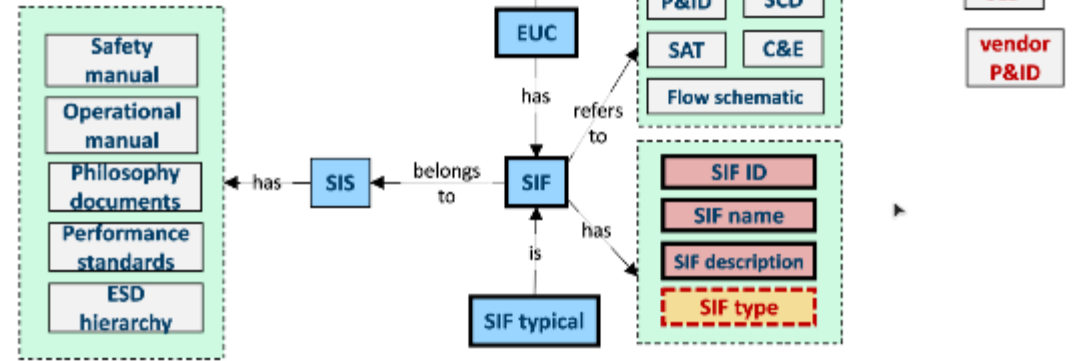 P&ID
SCD
EUC
SAT
C&E
Flow schematic
vendor
P&ID
Safety
manual
Operational
manual
Philosophy
documents
Performance
standards
ESD
hierarchy
has
refers
to
has
SIS
belongs
to
SIF
has
is
SIF typical
SIF ID
SIF name
SIF description
SIF type